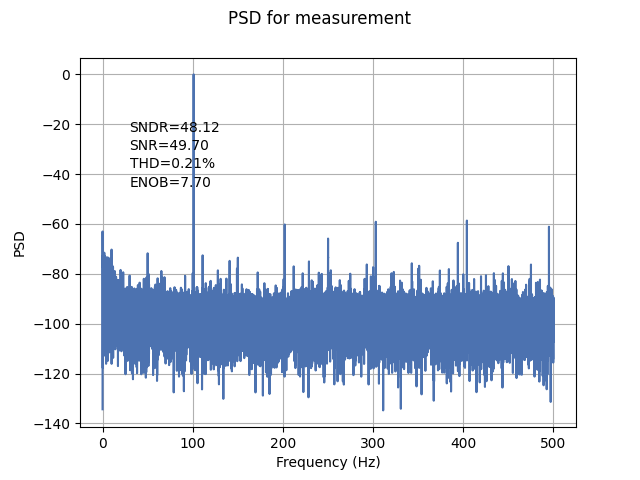 PSD for measurement
PSD
0
−20
−40
−60
−80
−100
−120
−140
SNDR=48.12
SNR=49.70
THD=0.21%
ENOB=7.70
0 100 200 300 400 500
Frequency (Hz)